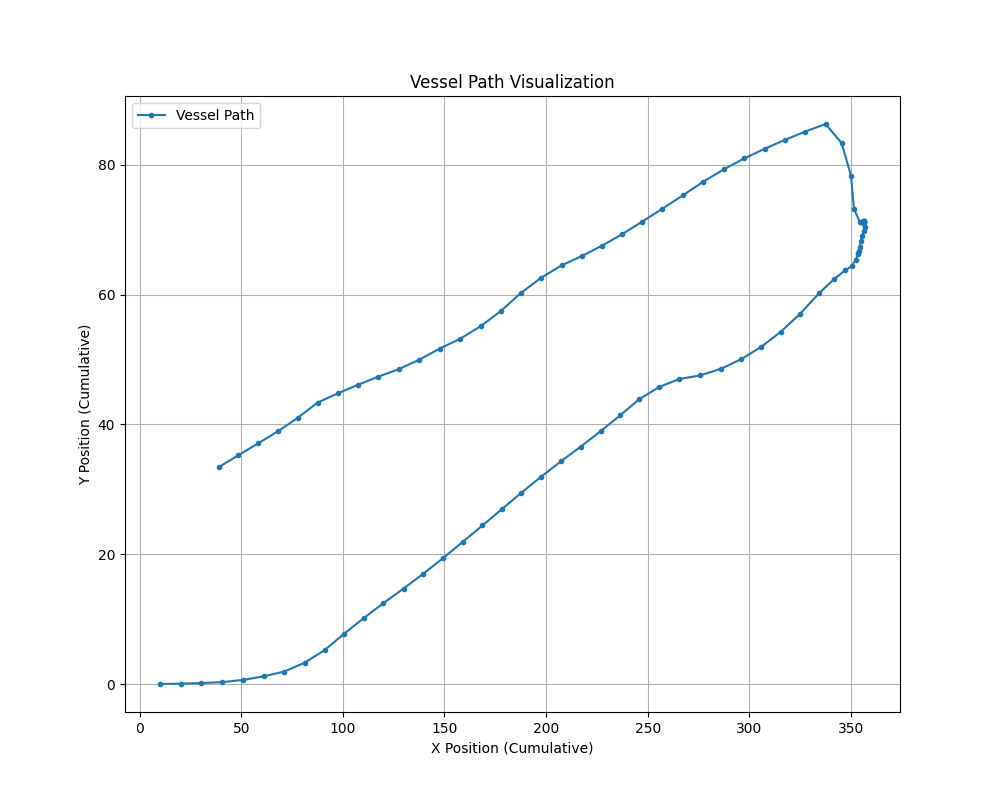 Vessel Path Visualization
Vessel Path
Y Position (Cumulative)
80
60
40
20
0
0 50 100 150 200 250 300 350
X Position (Cumulative)